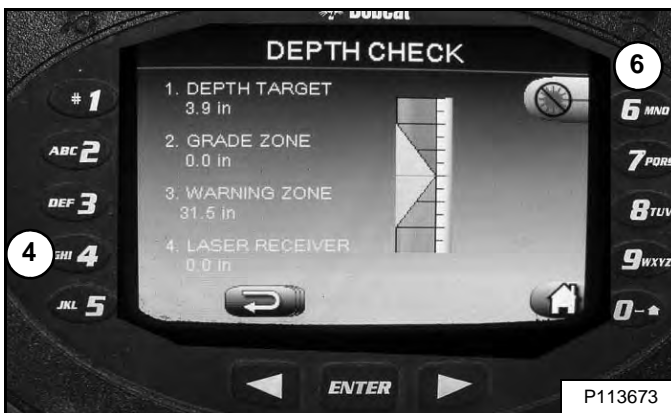 Bobcat
DEPTH CHECK
1. DEPTH TARGET
3.9 in
2. GRADE ZONE
0.0 in
3. WARNING ZONE
31.5 in
4. LASER RECEIVER
0.0 in
# 1
ABC 2
DEF 3
4
GHI 4
JKL 5
6
6 MNO
7 PQRS
8 TUV
9 WXYZ
0-
ENTER
P113673